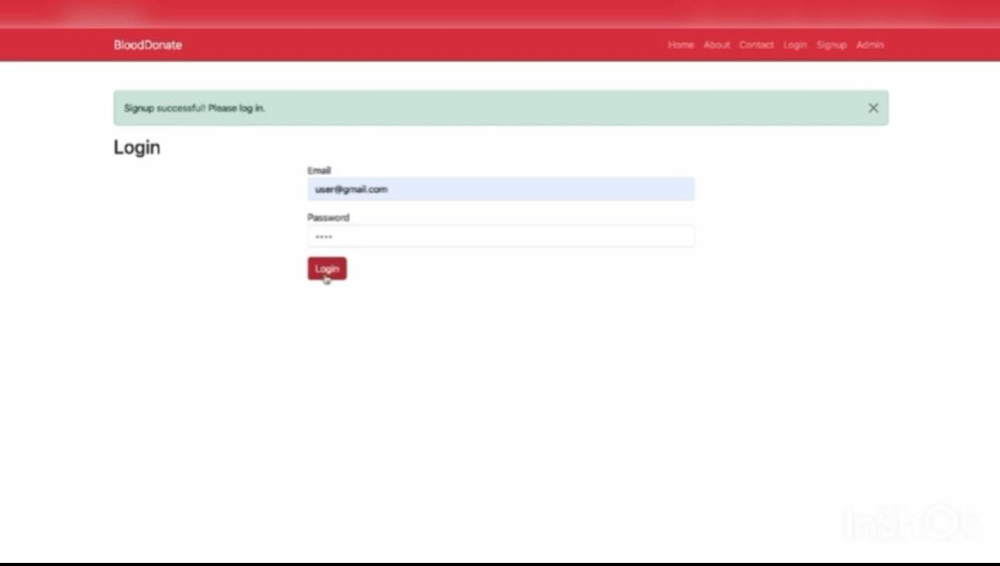 BloodDonate
Home About Contact Login Signup Admin
Signup successful! Please log in.
Login
Email
user@gmail.com
Password
••••
Login
InShOt